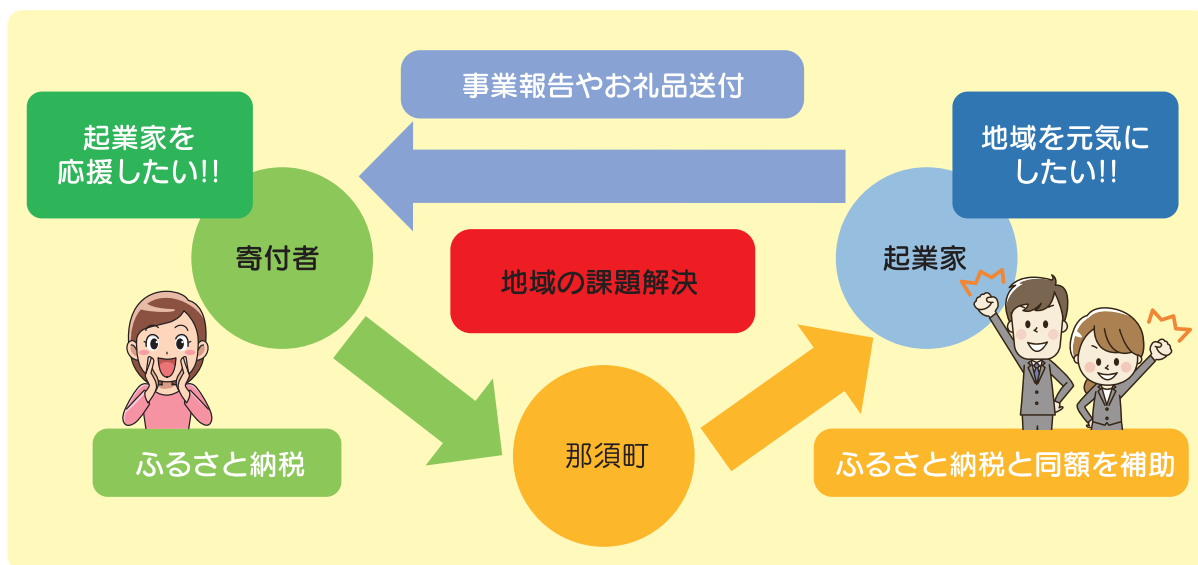 事業報告やお礼品送付
起業家を
応援したい!!
地域を元気に
したい!!
寄付者
地域の課題解決
起業家
那須町
ふるさと納税
ふるさと納税と同額を補助